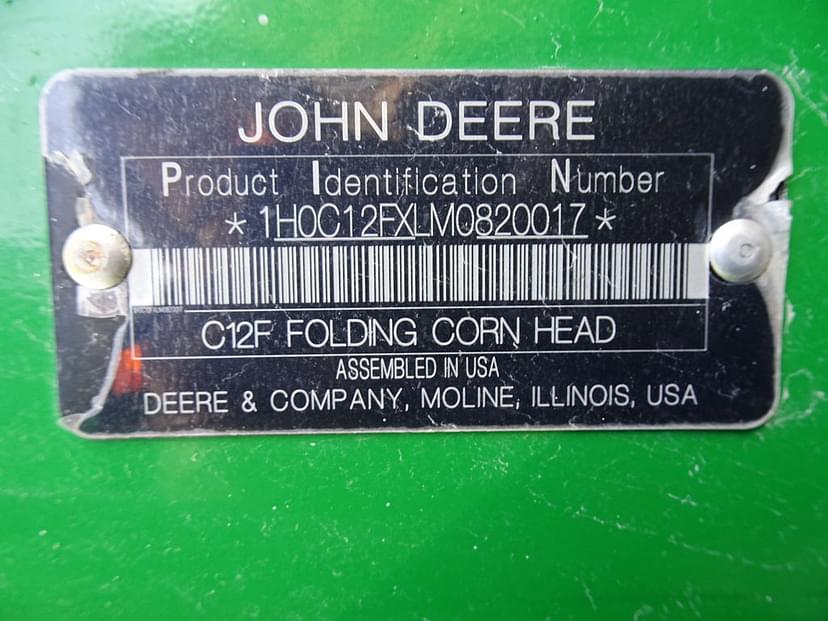 JOHN DEERE
Product Identification Number
*1H0C12FXLM0820017*
C12F FOLDING CORN HEAD
ASSEMBLED IN USA
DEERE & COMPANY, MOLINE, ILLINOIS, USA